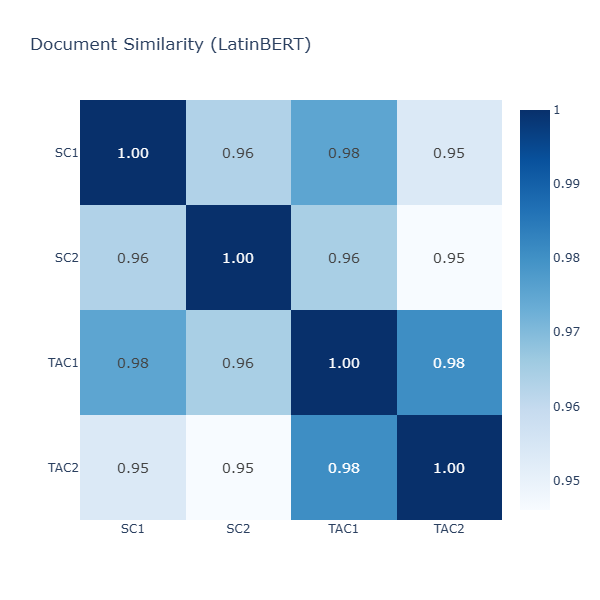 Document Similarity (LatinBERT)
1
SC1 1.00 0.96 0.98 0.95
0.99
SC2 0.96 1.00 0.96 0.95
0.98
0.97
TAC1 0.98 0.96 1.00 0.98
0.96
TAC2 0.95 0.95 0.98 1.00
0.95
SC1 SC2 TAC1 TAC2